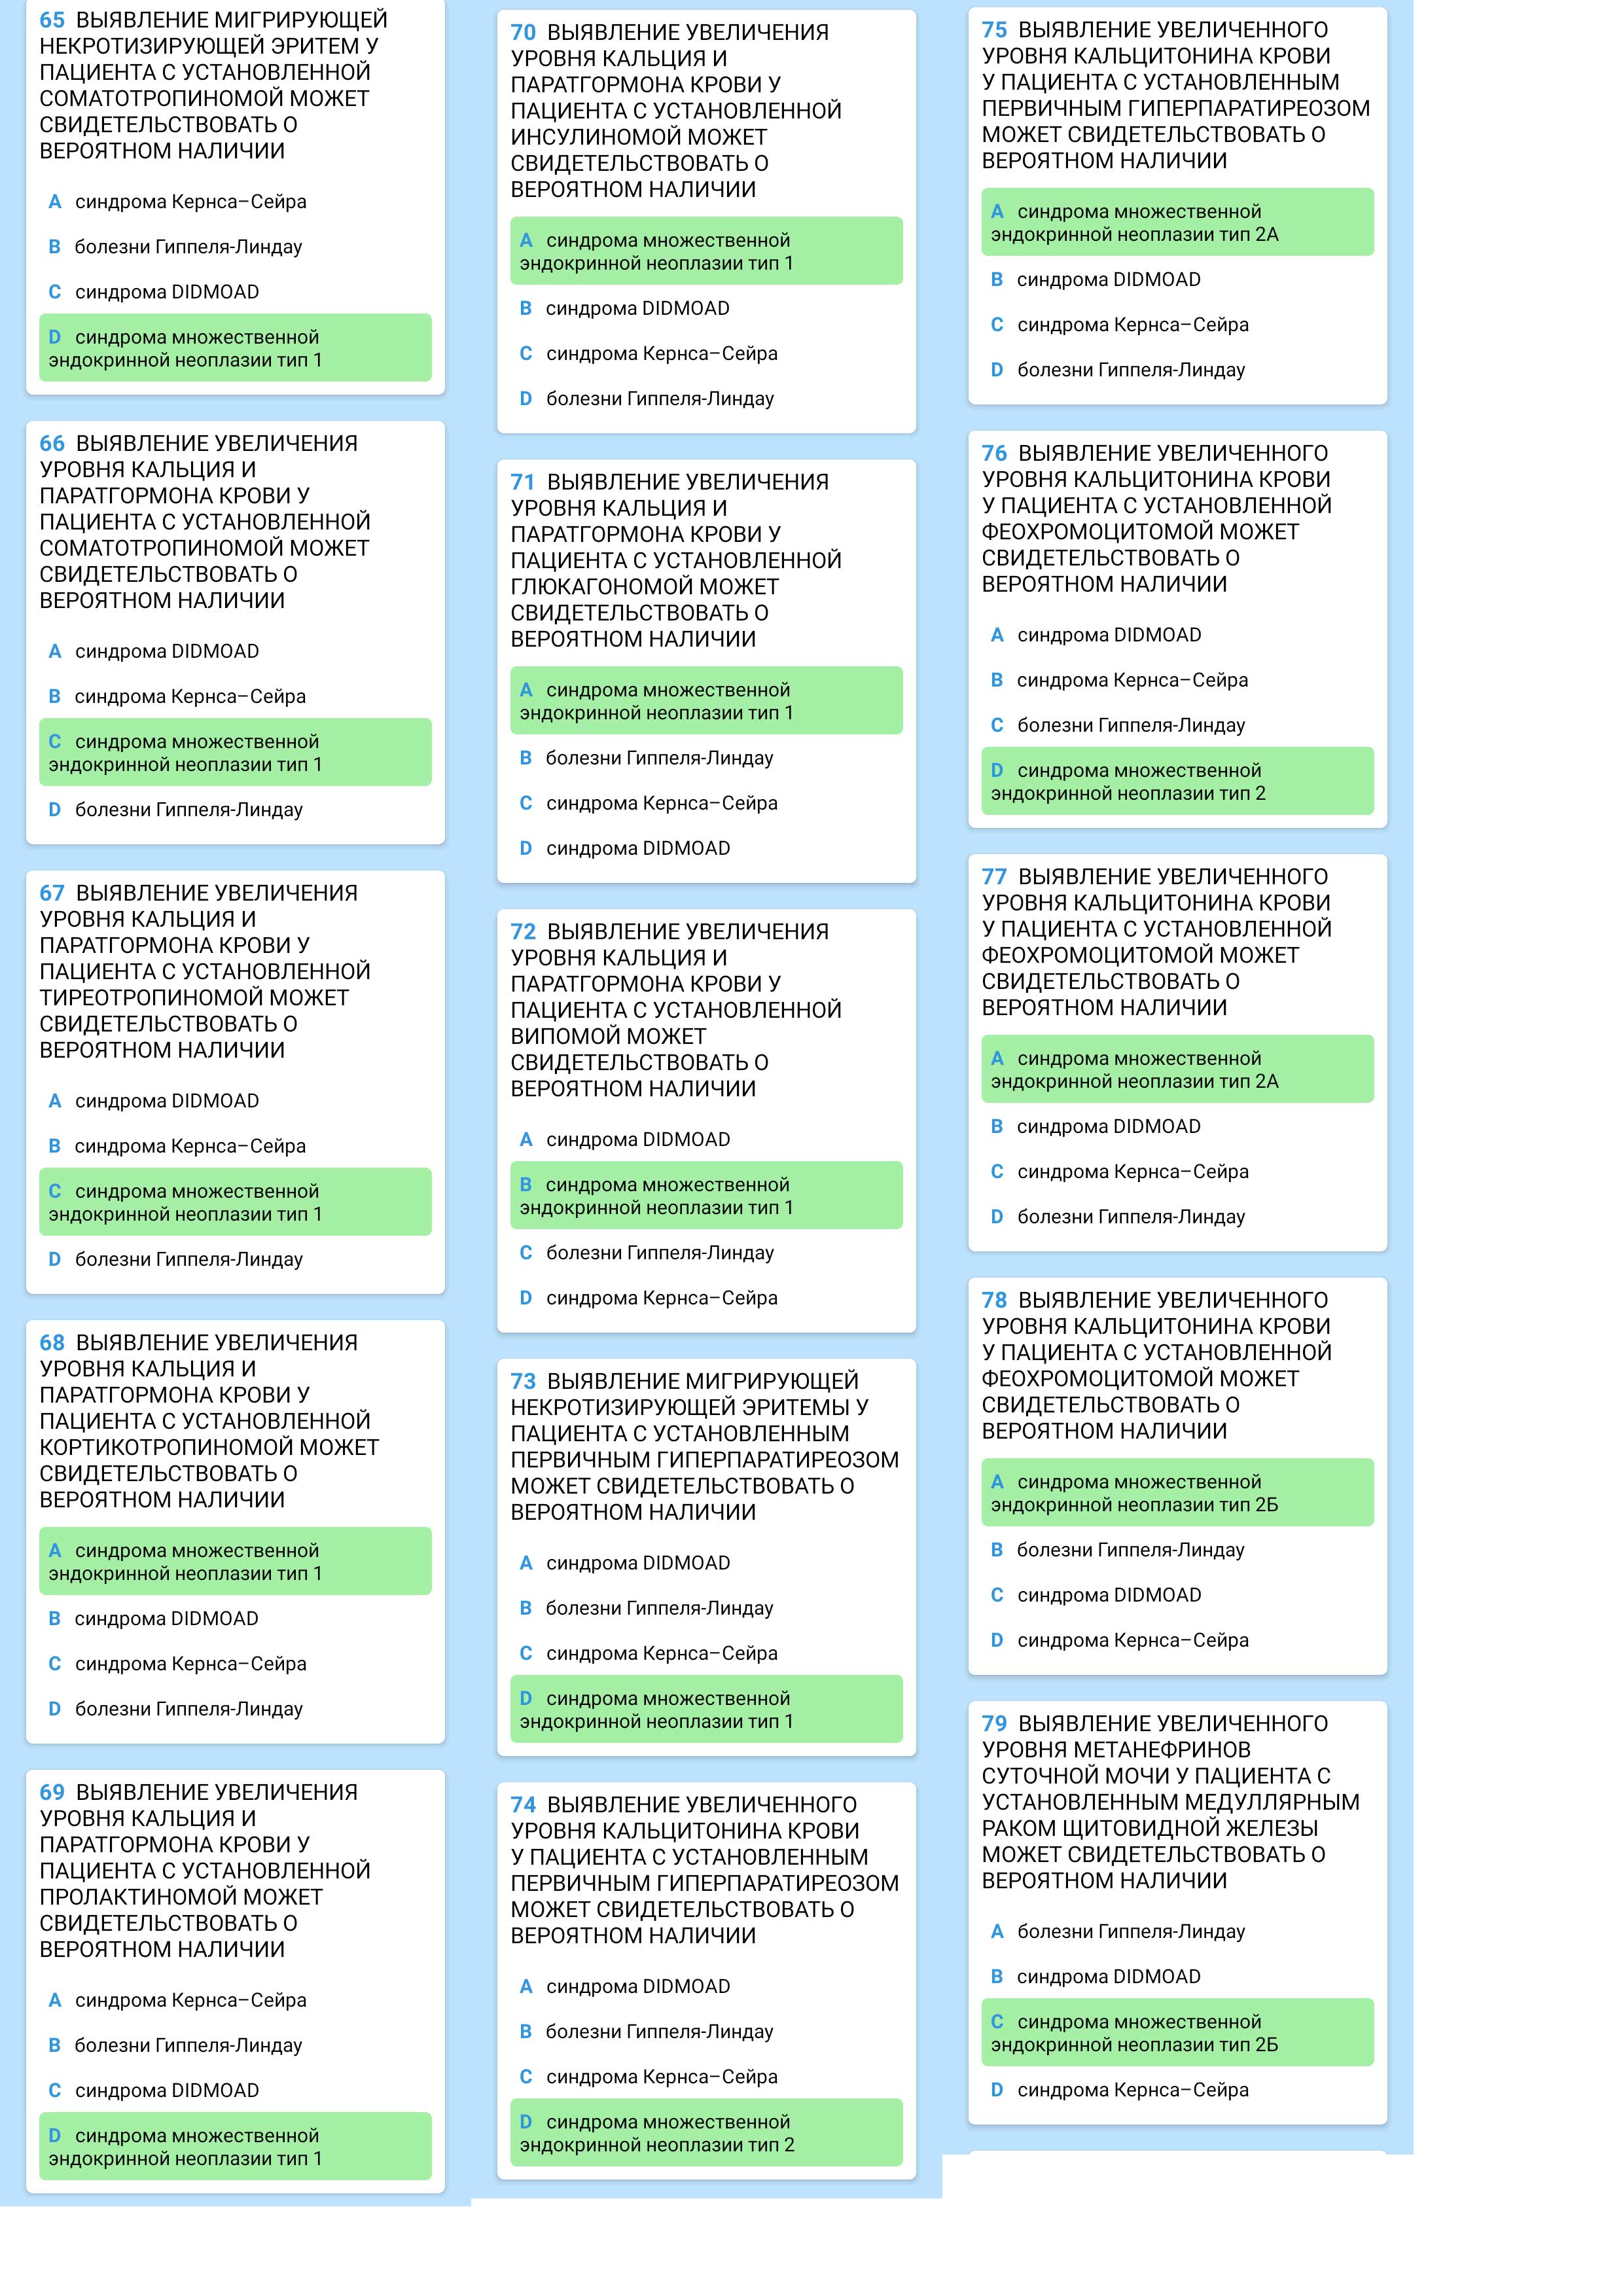 65 ВЫЯВЛЕНИЕ МИГРИРУЮЩЕЙ
НЕКРОТИЗИРУЮЩЕЙ ЭРИТЕМ У
ПАЦИЕНТА С УСТАНОВЛЕННОЙ
СОМАТОТРОПИНОМОЙ МОЖЕТ
СВИДЕТЕЛЬСТВОВАТЬ О
ВЕРОЯТНОМ НАЛИЧИИ
A синдрома Кернса–Сейра
B болезни Гиппеля-Линдау
C синдрома DIDMOAD
D синдрома множественной
эндокринной неоплазии тип 1
66 ВЫЯВЛЕНИЕ УВЕЛИЧЕНИЯ
УРОВНЯ КАЛЬЦИЯ И
ПАРАТГОРМОНА КРОВИ У
ПАЦИЕНТА С УСТАНОВЛЕННОЙ
СОМАТОТРОПИНОМОЙ МОЖЕТ
СВИДЕТЕЛЬСТВОВАТЬ О
ВЕРОЯТНОМ НАЛИЧИИ
A синдрома DIDMOAD
B синдрома Кернса–Сейра
C синдрома множественной
эндокринной неоплазии тип 1
D болезни Гиппеля-Линдау
67 ВЫЯВЛЕНИЕ УВЕЛИЧЕНИЯ
УРОВНЯ КАЛЬЦИЯ И
ПАРАТГОРМОНА КРОВИ У
ПАЦИЕНТА С УСТАНОВЛЕННОЙ
ТИРЕОТРОПИНОМОЙ МОЖЕТ
СВИДЕТЕЛЬСТВОВАТЬ О
ВЕРОЯТНОМ НАЛИЧИИ
A синдрома DIDMOAD
B синдрома Кернса–Сейра
C синдрома множественной
эндокринной неоплазии тип 1
D болезни Гиппеля-Линдау
68 ВЫЯВЛЕНИЕ УВЕЛИЧЕНИЯ
УРОВНЯ КАЛЬЦИЯ И
ПАРАТГОРМОНА КРОВИ У
ПАЦИЕНТА С УСТАНОВЛЕННОЙ
КОРТИКОТРОПИНОМОЙ МОЖЕТ
СВИДЕТЕЛЬСТВОВАТЬ О
ВЕРОЯТНОМ НАЛИЧИИ
A синдрома множественной
эндокринной неоплазии тип 1
B синдрома DIDMOAD
C синдрома Кернса–Сейра
D болезни Гиппеля-Линдау
69 ВЫЯВЛЕНИЕ УВЕЛИЧЕНИЯ
УРОВНЯ КАЛЬЦИЯ И
ПАРАТГОРМОНА КРОВИ У
ПАЦИЕНТА С УСТАНОВЛЕННОЙ
ПРОЛАКТИНОМОЙ МОЖЕТ
СВИДЕТЕЛЬСТВОВАТЬ О
ВЕРОЯТНОМ НАЛИЧИИ
A синдрома Кернса–Сейра
B болезни Гиппеля-Линдау
C синдрома DIDMOAD
D синдрома множественной
эндокринной неоплазии тип 1
70 ВЫЯВЛЕНИЕ УВЕЛИЧЕНИЯ
УРОВНЯ КАЛЬЦИЯ И
ПАРАТГОРМОНА КРОВИ У
ПАЦИЕНТА С УСТАНОВЛЕННОЙ
ИНСУЛИНОМОЙ МОЖЕТ
СВИДЕТЕЛЬСТВОВАТЬ О
ВЕРОЯТНОМ НАЛИЧИИ
A синдрома множественной
эндокринной неоплазии тип 1
B синдрома DIDMOAD
C синдрома Кернса–Сейра
D болезни Гиппеля-Линдау
71 ВЫЯВЛЕНИЕ УВЕЛИЧЕНИЯ
УРОВНЯ КАЛЬЦИЯ И
ПАРАТГОРМОНА КРОВИ У
ПАЦИЕНТА С УСТАНОВЛЕННОЙ
ГЛЮКАГОНОМОЙ МОЖЕТ
СВИДЕТЕЛЬСТВОВАТЬ О
ВЕРОЯТНОМ НАЛИЧИИ
A синдрома множественной
эндокринной неоплазии тип 1
B болезни Гиппеля-Линдау
C синдрома Кернса–Сейра
D синдрома DIDMOAD
72 ВЫЯВЛЕНИЕ УВЕЛИЧЕНИЯ
УРОВНЯ КАЛЬЦИЯ И
ПАРАТГОРМОНА КРОВИ У
ПАЦИЕНТА С УСТАНОВЛЕННОЙ
ВИПОМОЙ МОЖЕТ
СВИДЕТЕЛЬСТВОВАТЬ О
ВЕРОЯТНОМ НАЛИЧИИ
A синдрома DIDMOAD
B синдрома множественной
эндокринной неоплазии тип 1
C болезни Гиппеля-Линдау
D синдрома Кернса–Сейра
73 ВЫЯВЛЕНИЕ МИГРИРУЮЩЕЙ
НЕКРОТИЗИРУЮЩЕЙ ЭРИТЕМЫ У
ПАЦИЕНТА С УСТАНОВЛЕННЫМ
ПЕРВИЧНЫМ ГИПЕРПАРАТИРЕОЗОМ
МОЖЕТ СВИДЕТЕЛЬСТВОВАТЬ О
ВЕРОЯТНОМ НАЛИЧИИ
A синдрома DIDMOAD
B болезни Гиппеля-Линдау
C синдрома Кернса–Сейра
D синдрома множественной
эндокринной неоплазии тип 1
74 ВЫЯВЛЕНИЕ УВЕЛИЧЕННОГО
УРОВНЯ КАЛЬЦИТОНИНА КРОВИ
У ПАЦИЕНТА С УСТАНОВЛЕННЫМ
ПЕРВИЧНЫМ ГИПЕРПАРАТИРЕОЗОМ
МОЖЕТ СВИДЕТЕЛЬСТВОВАТЬ О
ВЕРОЯТНОМ НАЛИЧИИ
A синдрома DIDMOAD
B болезни Гиппеля-Линдау
C синдрома Кернса–Сейра
D синдрома множественной
эндокринной неоплазии тип 2
75 ВЫЯВЛЕНИЕ УВЕЛИЧЕННОГО
УРОВНЯ КАЛЬЦИТОНИНА КРОВИ
У ПАЦИЕНТА С УСТАНОВЛЕННЫМ
ПЕРВИЧНЫМ ГИПЕРПАРАТИРЕОЗОМ
МОЖЕТ СВИДЕТЕЛЬСТВОВАТЬ О
ВЕРОЯТНОМ НАЛИЧИИ
A синдрома множественной
эндокринной неоплазии тип 2А
B синдрома DIDMOAD
C синдрома Кернса–Сейра
D болезни Гиппеля-Линдау
76 ВЫЯВЛЕНИЕ УВЕЛИЧЕННОГО
УРОВНЯ КАЛЬЦИТОНИНА КРОВИ
У ПАЦИЕНТА С УСТАНОВЛЕННОЙ
ФЕОХРОМОЦИТОМОЙ МОЖЕТ
СВИДЕТЕЛЬСТВОВАТЬ О
ВЕРОЯТНОМ НАЛИЧИИ
A синдрома DIDMOAD
B синдрома Кернса–Сейра
C болезни Гиппеля-Линдау
D синдрома множественной
эндокринной неоплазии тип 2
77 ВЫЯВЛЕНИЕ УВЕЛИЧЕННОГО
УРОВНЯ КАЛЬЦИТОНИНА КРОВИ
У ПАЦИЕНТА С УСТАНОВЛЕННОЙ
ФЕОХРОМОЦИТОМОЙ МОЖЕТ
СВИДЕТЕЛЬСТВОВАТЬ О
ВЕРОЯТНОМ НАЛИЧИИ
A синдрома множественной
эндокринной неоплазии тип 2А
B синдрома DIDMOAD
C синдрома Кернса–Сейра
D болезни Гиппеля-Линдау
78 ВЫЯВЛЕНИЕ УВЕЛИЧЕННОГО
УРОВНЯ КАЛЬЦИТОНИНА КРОВИ
У ПАЦИЕНТА С УСТАНОВЛЕННОЙ
ФЕОХРОМОЦИТОМОЙ МОЖЕТ
СВИДЕТЕЛЬСТВОВАТЬ О
ВЕРОЯТНОМ НАЛИЧИИ
A синдрома множественной
эндокринной неоплазии тип 2Б
B болезни Гиппеля-Линдау
C синдрома DIDMOAD
D синдрома Кернса–Сейра
79 ВЫЯВЛЕНИЕ УВЕЛИЧЕННОГО
УРОВНЯ МЕТАНЕФРИНОВ
СУТОЧНОЙ МОЧИ У ПАЦИЕНТА С
УСТАНОВЛЕННЫМ МЕДУЛЛЯРНЫМ
РАКОМ ЩИТОВИДНОЙ ЖЕЛЕЗЫ
МОЖЕТ СВИДЕТЕЛЬСТВОВАТЬ О
ВЕРОЯТНОМ НАЛИЧИИ
A болезни Гиппеля-Линдау
B синдрома DIDMOAD
C синдрома множественной
эндокринной неоплазии тип 2Б
D синдрома Кернса–Сейра